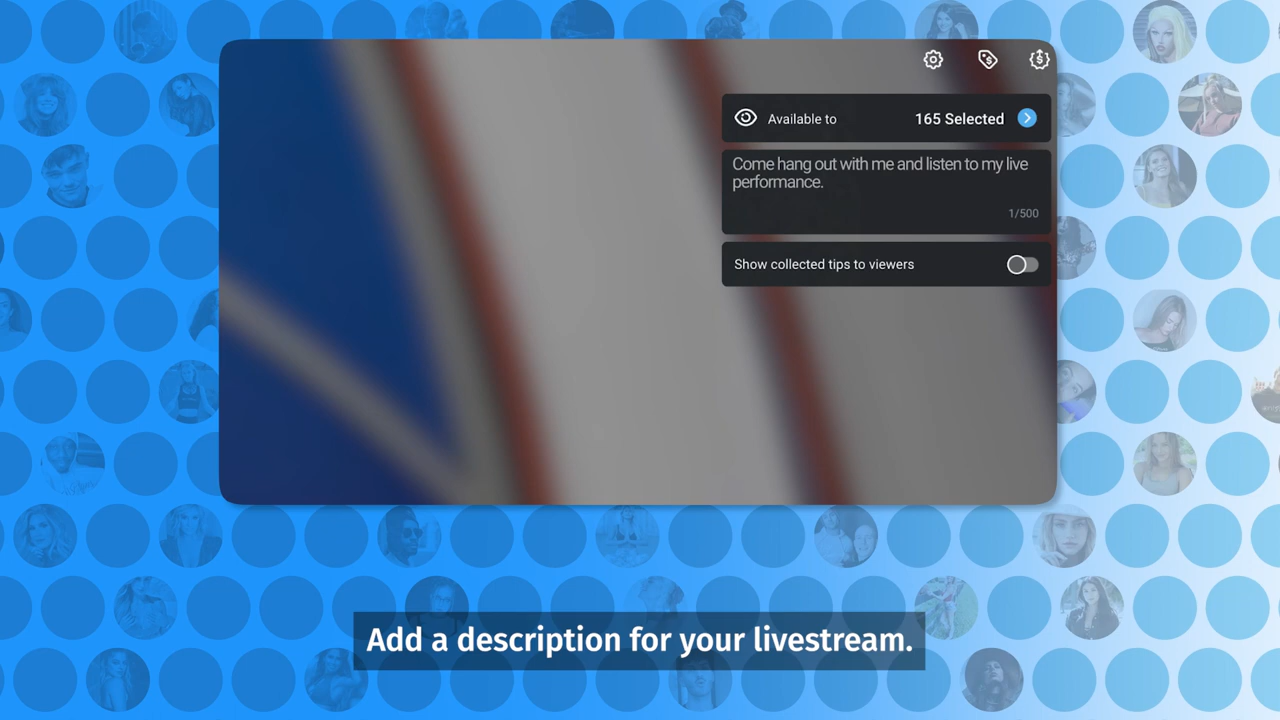 Available to
165 Selected
Come hang out with me and listen to my live
performance.
1/500
Show collected tips to viewers
Add a description for your livestream.